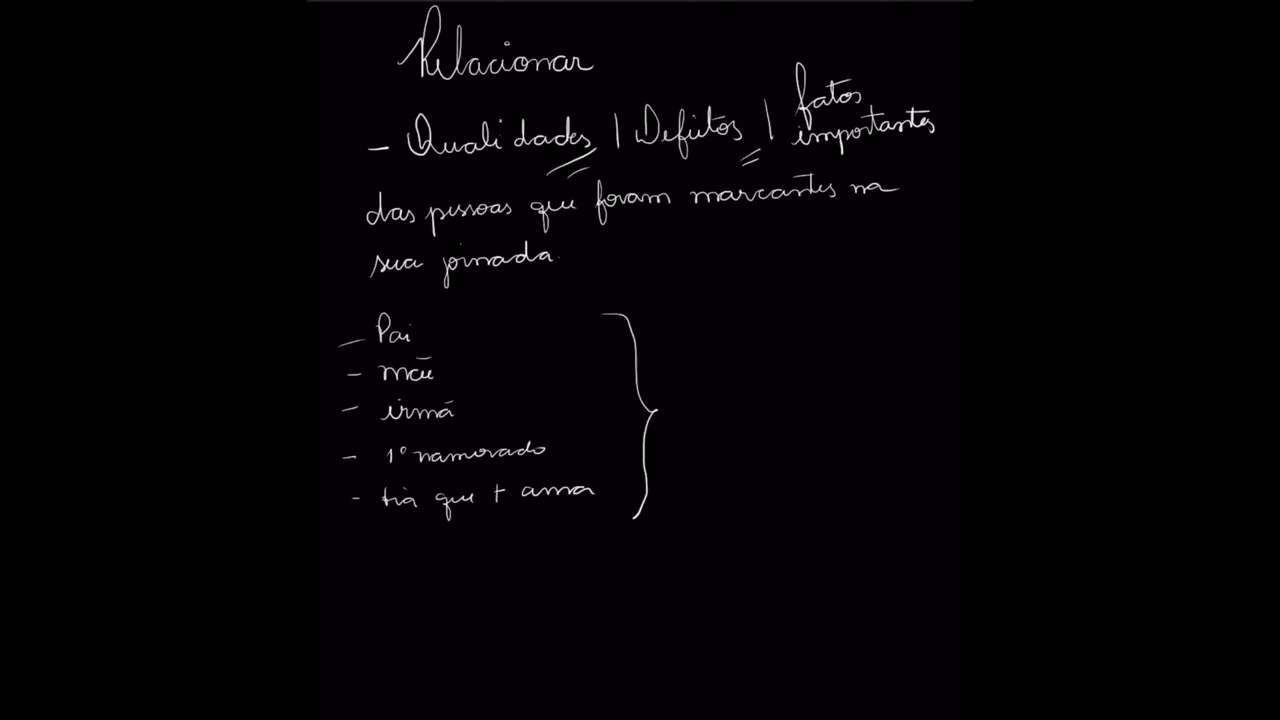 Relacionar
- Qualidades | Defeitos | fatos importantes
das pessoas que foram marcantes na
sua jornada.
- Pai
- mãe
- irmã
- 1º namorado
- tia que + ama